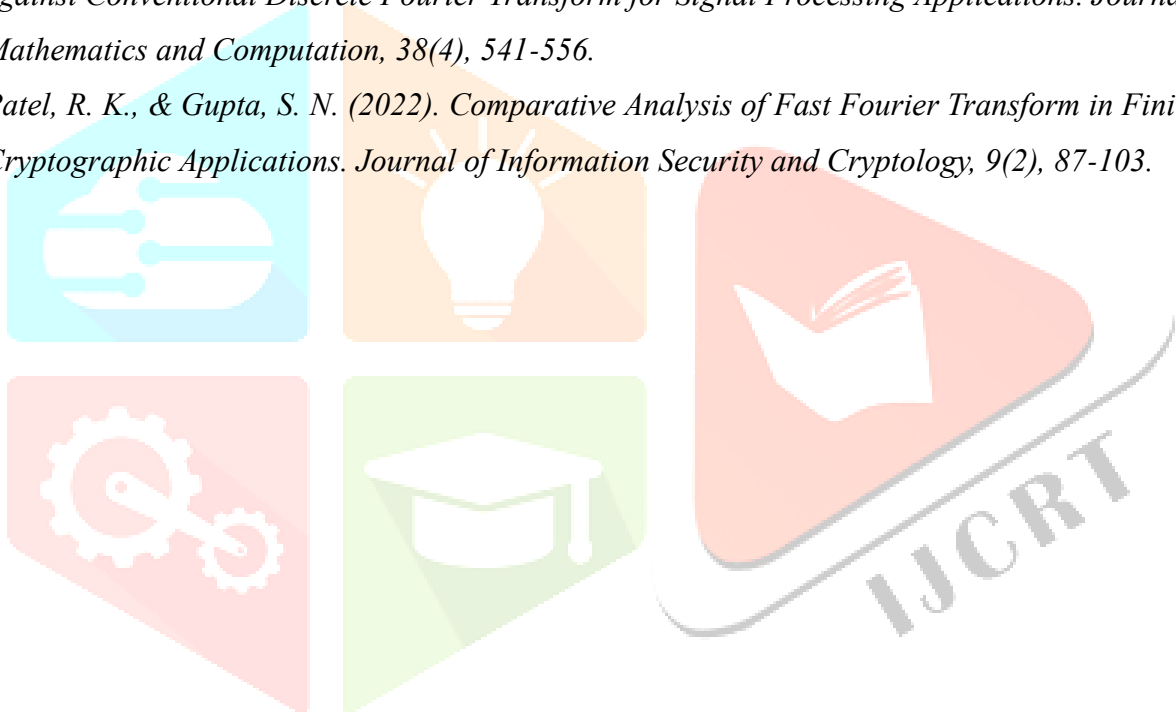 gainst Conventional Discrete Fourier Transform for Signal Processing Applications. Journa
Mathematics and Computation, 38(4), 541-556.
Patel, R. K., & Gupta, S. N. (2022). Comparative Analysis of Fast Fourier Transform in Fini
Cryptographic Applications. Journal of Information Security and Cryptology, 9(2), 87-103.
IJCRT